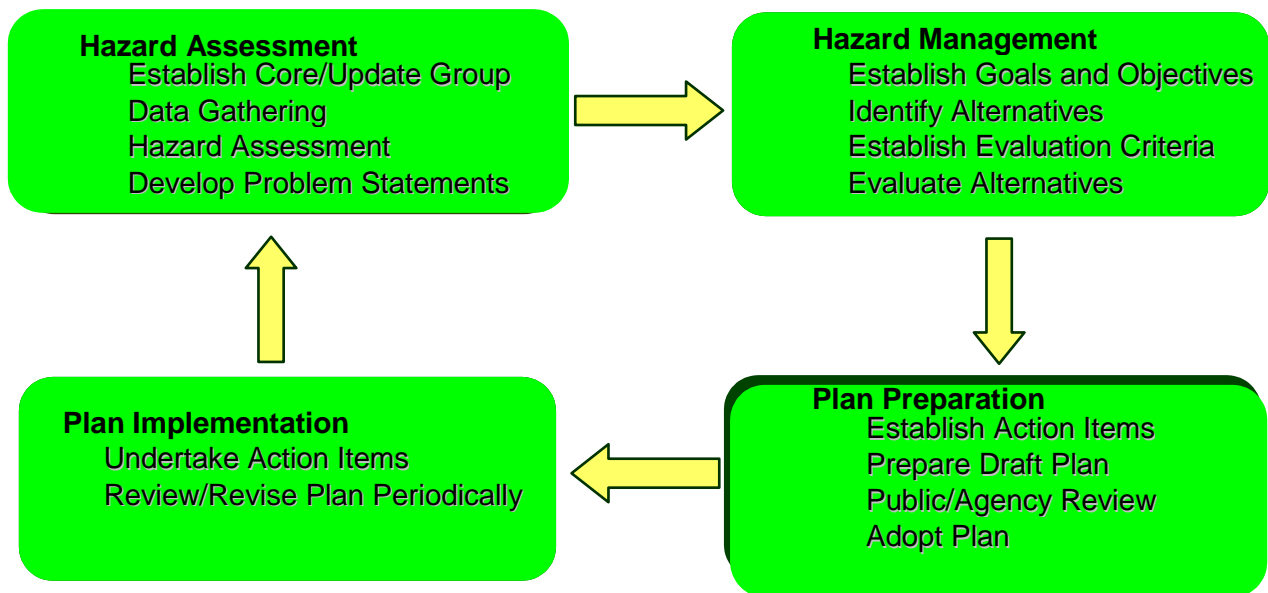 Hazard Assessment
Establish Core/Update Group
Data Gathering
Hazard Assessment
Develop Problem Statements
Hazard Management
Establish Goals and Objectives
Identify Alternatives
Establish Evaluation Criteria
Evaluate Alternatives
Plan Preparation
Establish Action Items
Prepare Draft Plan
Public/Agency Review
Adopt Plan
Plan Implementation
Undertake Action Items
Review/Revise Plan Periodically